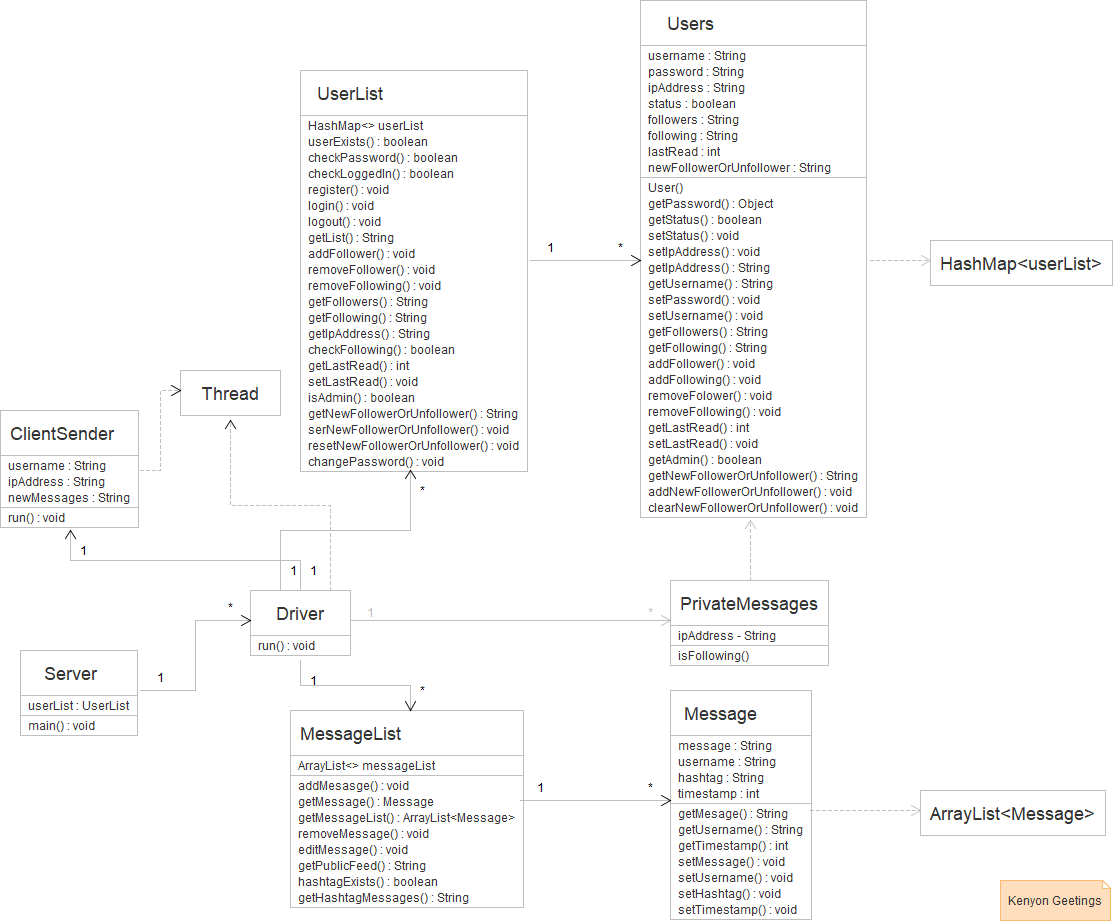 Users
username : String
password : String
ipAddress : String
status : boolean
followers : String
following : String
lastRead : int
newFollowerOrUnfollower : String
User()
getPassword() : Object
getStatus() : boolean
setStatus() : void
setIpAddress() : void
getIpAddress() : String
getUsername() : String
setPassword() : void
setUsername() : void
getFollowers() : String
getFollowing() : String
addFollower() : void
addFollowing() : void
removeFolower() : void
removeFollowing() : void
getLastRead() : int
setLastRead() : void
getAdmin() : boolean
getNewFollowerOrUnfollower() : String
addNewFollowerOrUnfollower() : void
clearNewFollowerOrUnfollower() : void
UserList
HashMap<> userList
userExists() : boolean
checkPassword() : boolean
checkLoggedIn() : boolean
register() : void
login() : void
logout() : void
getList() : String
addFollower() : void
removeFollower() : void
removeFollowing() : void
getFollowers() : String
getFollowing() : String
getIpAddress() : String
checkFollowing() : boolean
getLastRead() : int
setLastRead() : void
isAdmin() : boolean
getNewFollowerOrUnfollower() : String
serNewFollowerOrUnfollower() : void
resetNewFollowerOrUnfollower() : void
changePassword() : void
1
*
HashMap<userList>
Thread
ClientSender
username : String
ipAddress : String
newMessages : String
run() : void
*
1
1
1
Driver
run() : void
*
1
*
PrivateMessages
ipAddress - String
isFollowing()
Server
userList : UserList
main() : void
1
1
*
MessageList
ArrayList<> messageList
addMesasge() : void
getMessage() : Message
getMessageList() : ArrayList<Message>
removeMessage() : void
editMessage() : void
getPublicFeed() : String
hashtagExists() : boolean
getHashtagMessages() : String
1
*
Message
message : String
username : String
hashtag : String
timestamp : int
getMesage() : String
getUsername() : String
getTimestamp() : int
setMessage() : void
setUsername() : void
setHashtag() : void
setTimestamp() : void
ArrayList<Message>
Kenyon Geetings